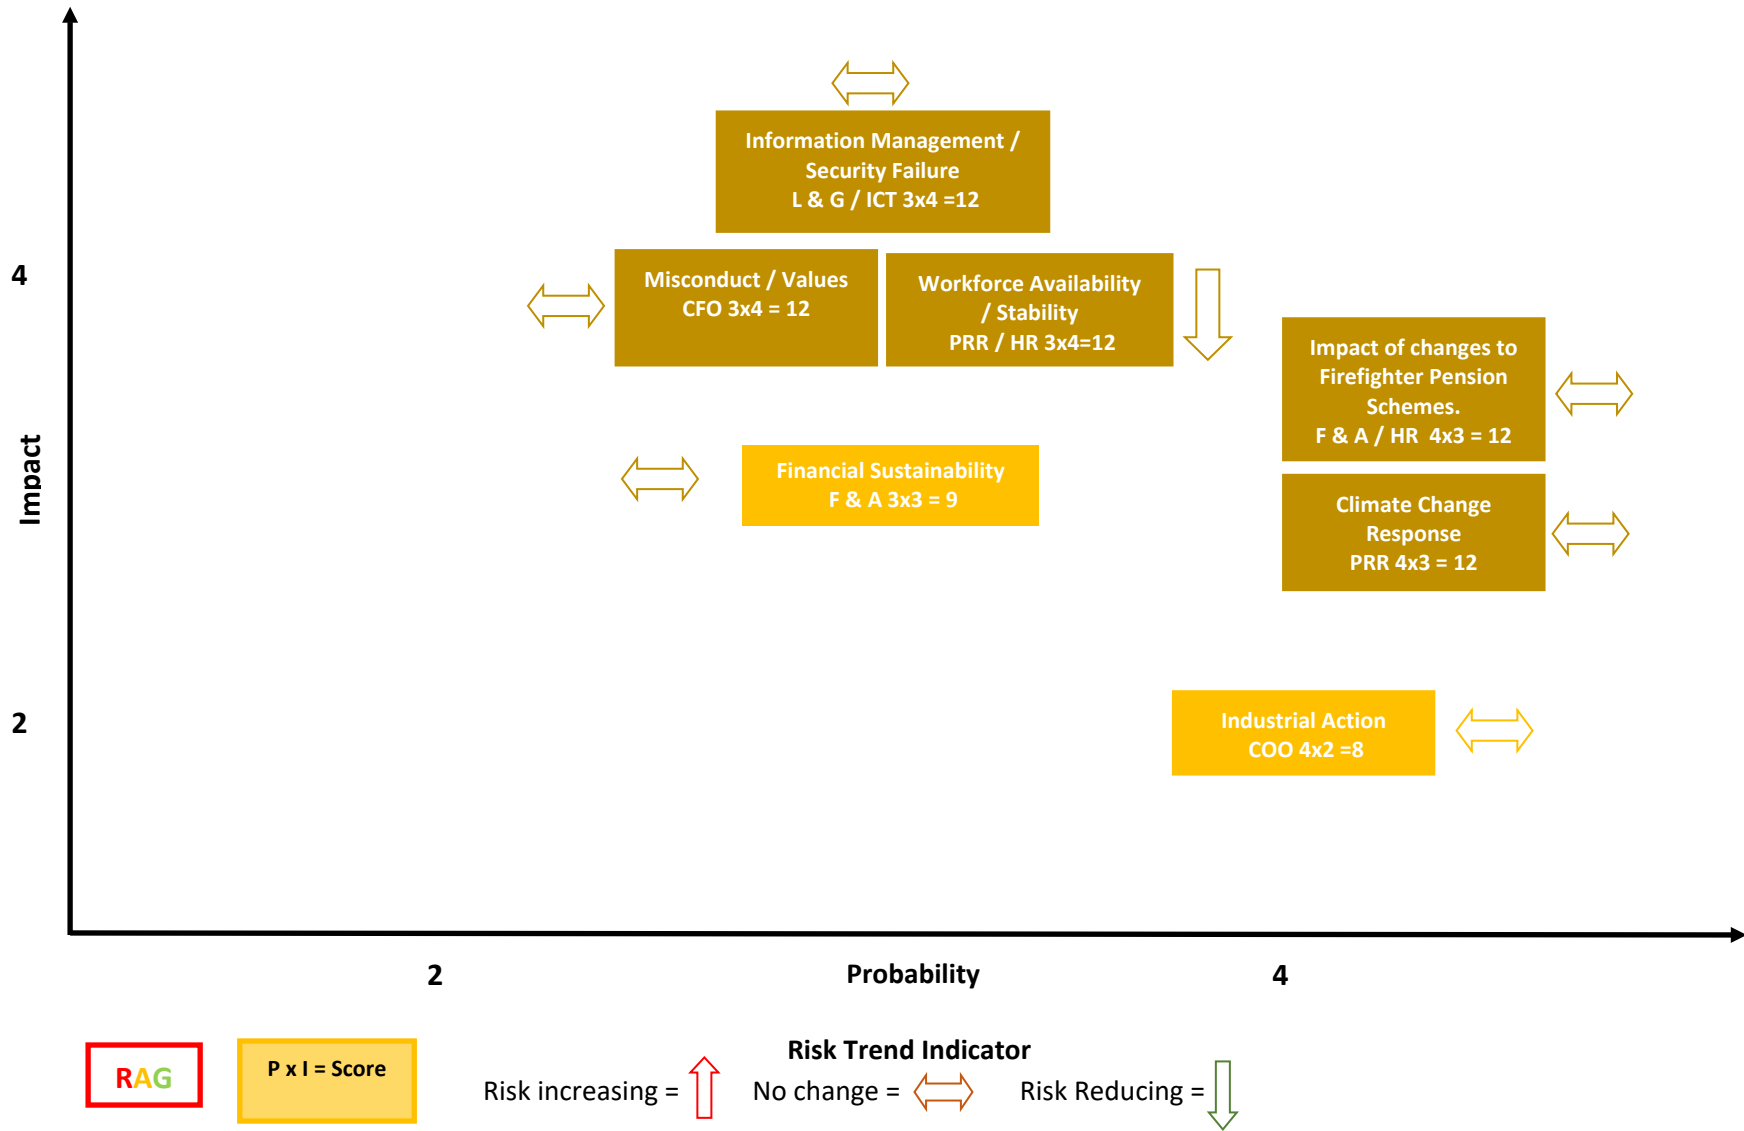 Information Management /
Security Failure
L & G / ICT 3x4 =12
4
Misconduct / Values
CFO 3x4 = 12
Workforce Availability
/ Stability
PRR / HR 3x4=12
Impact of changes to
Firefighter Pension
Schemes.
F & A / HR 4x3 = 12
Impact
Financial Sustainability
F & A 3x3 = 9
Climate Change
Response
PRR 4x3 = 12
2
Industrial Action
COO 4x2 =8
2
Probability
4
RAG
P x I = Score
Risk Trend Indicator
Risk increasing =
No change =
Risk Reducing =